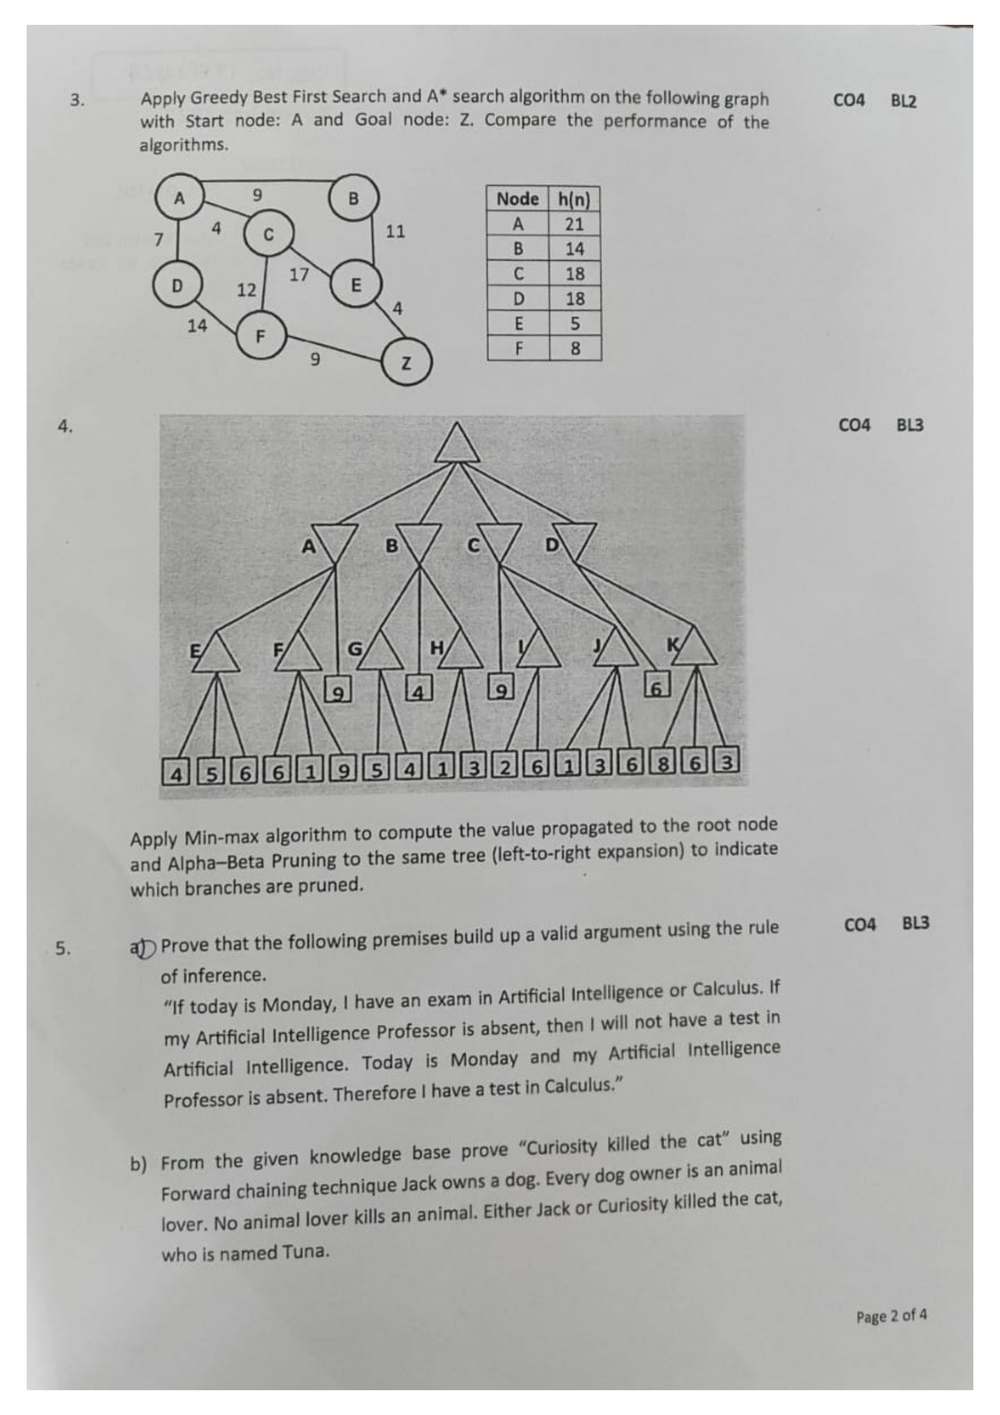 3. Apply Greedy Best First Search and A* search algorithm on the following graph CO4 BL2
with Start node: A and Goal node: Z. Compare the performance of the
algorithms.
A 9 B
4 C 11
7
D 12 17 E
14 F 4
9 Z
Node h(n)
A 21
B 14
C 18
D 18
E 5
F 8
4. CO4 BL3
A B C D
E F G H I J K
9 4 9 6
4 5 6 6 1 9 5 4 1 3 2 6 1 3 6 8 6 3
Apply Min-max algorithm to compute the value propagated to the root node
and Alpha–Beta Pruning to the same tree (left-to-right expansion) to indicate
which branches are pruned.
5. a) Prove that the following premises build up a valid argument using the rule CO4 BL3
of inference.
“If today is Monday, I have an exam in Artificial Intelligence or Calculus. If
my Artificial Intelligence Professor is absent, then I will not have a test in
Artificial Intelligence. Today is Monday and my Artificial Intelligence
Professor is absent. Therefore I have a test in Calculus.”
b) From the given knowledge base prove “Curiosity killed the cat” using
Forward chaining technique Jack owns a dog. Every dog owner is an animal
lover. No animal lover kills an animal. Either Jack or Curiosity killed the cat,
who is named Tuna.
Page 2 of 4